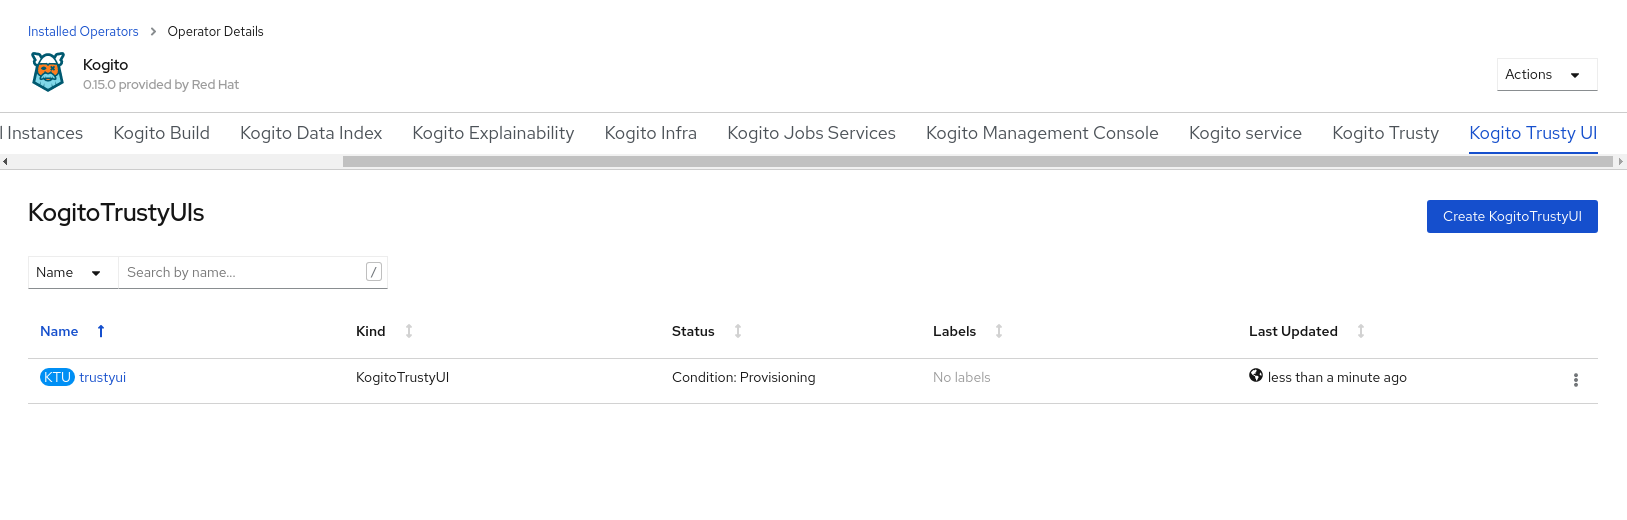 Installed Operators > Operator Details
Kogito
0.15.0 provided by Red Hat
Actions
l Instances Kogito Build Kogito Data Index Kogito Explainability Kogito Infra Kogito Jobs Services Kogito Management Console Kogito service Kogito Trusty Kogito Trusty UI
KogitoTrustyUIs
Create KogitoTrustyUI
Name Search by name... /
Name Kind Status Labels Last Updated
KTU trustyui KogitoTrustyUI Condition: Provisioning No labels less than a minute ago